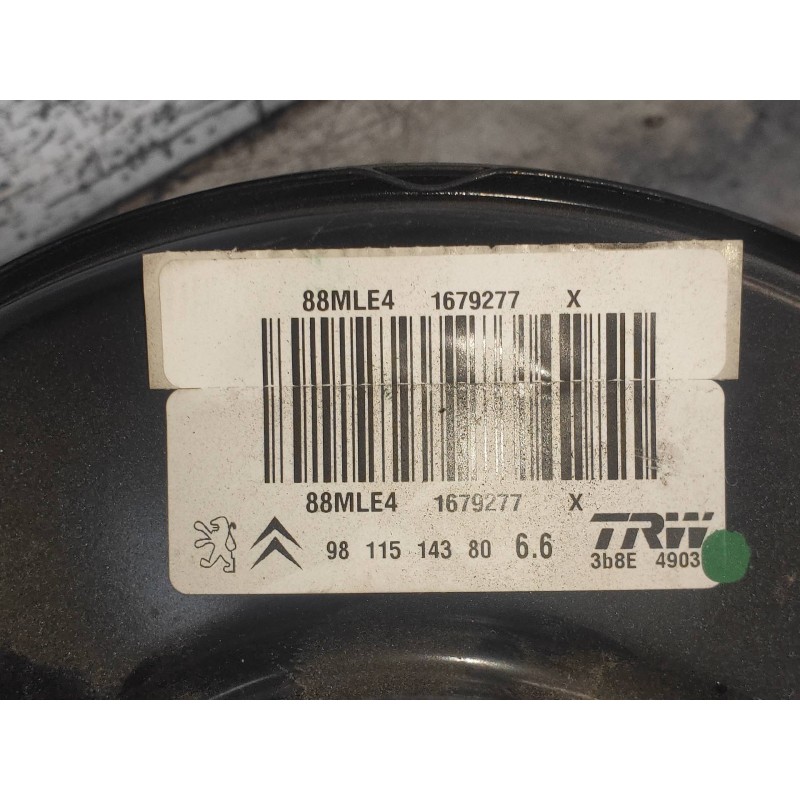 88MLE4 1679277 X
88MLE4 1679277 X
TRW
98 115 143 80 6.6
3b8E 4903